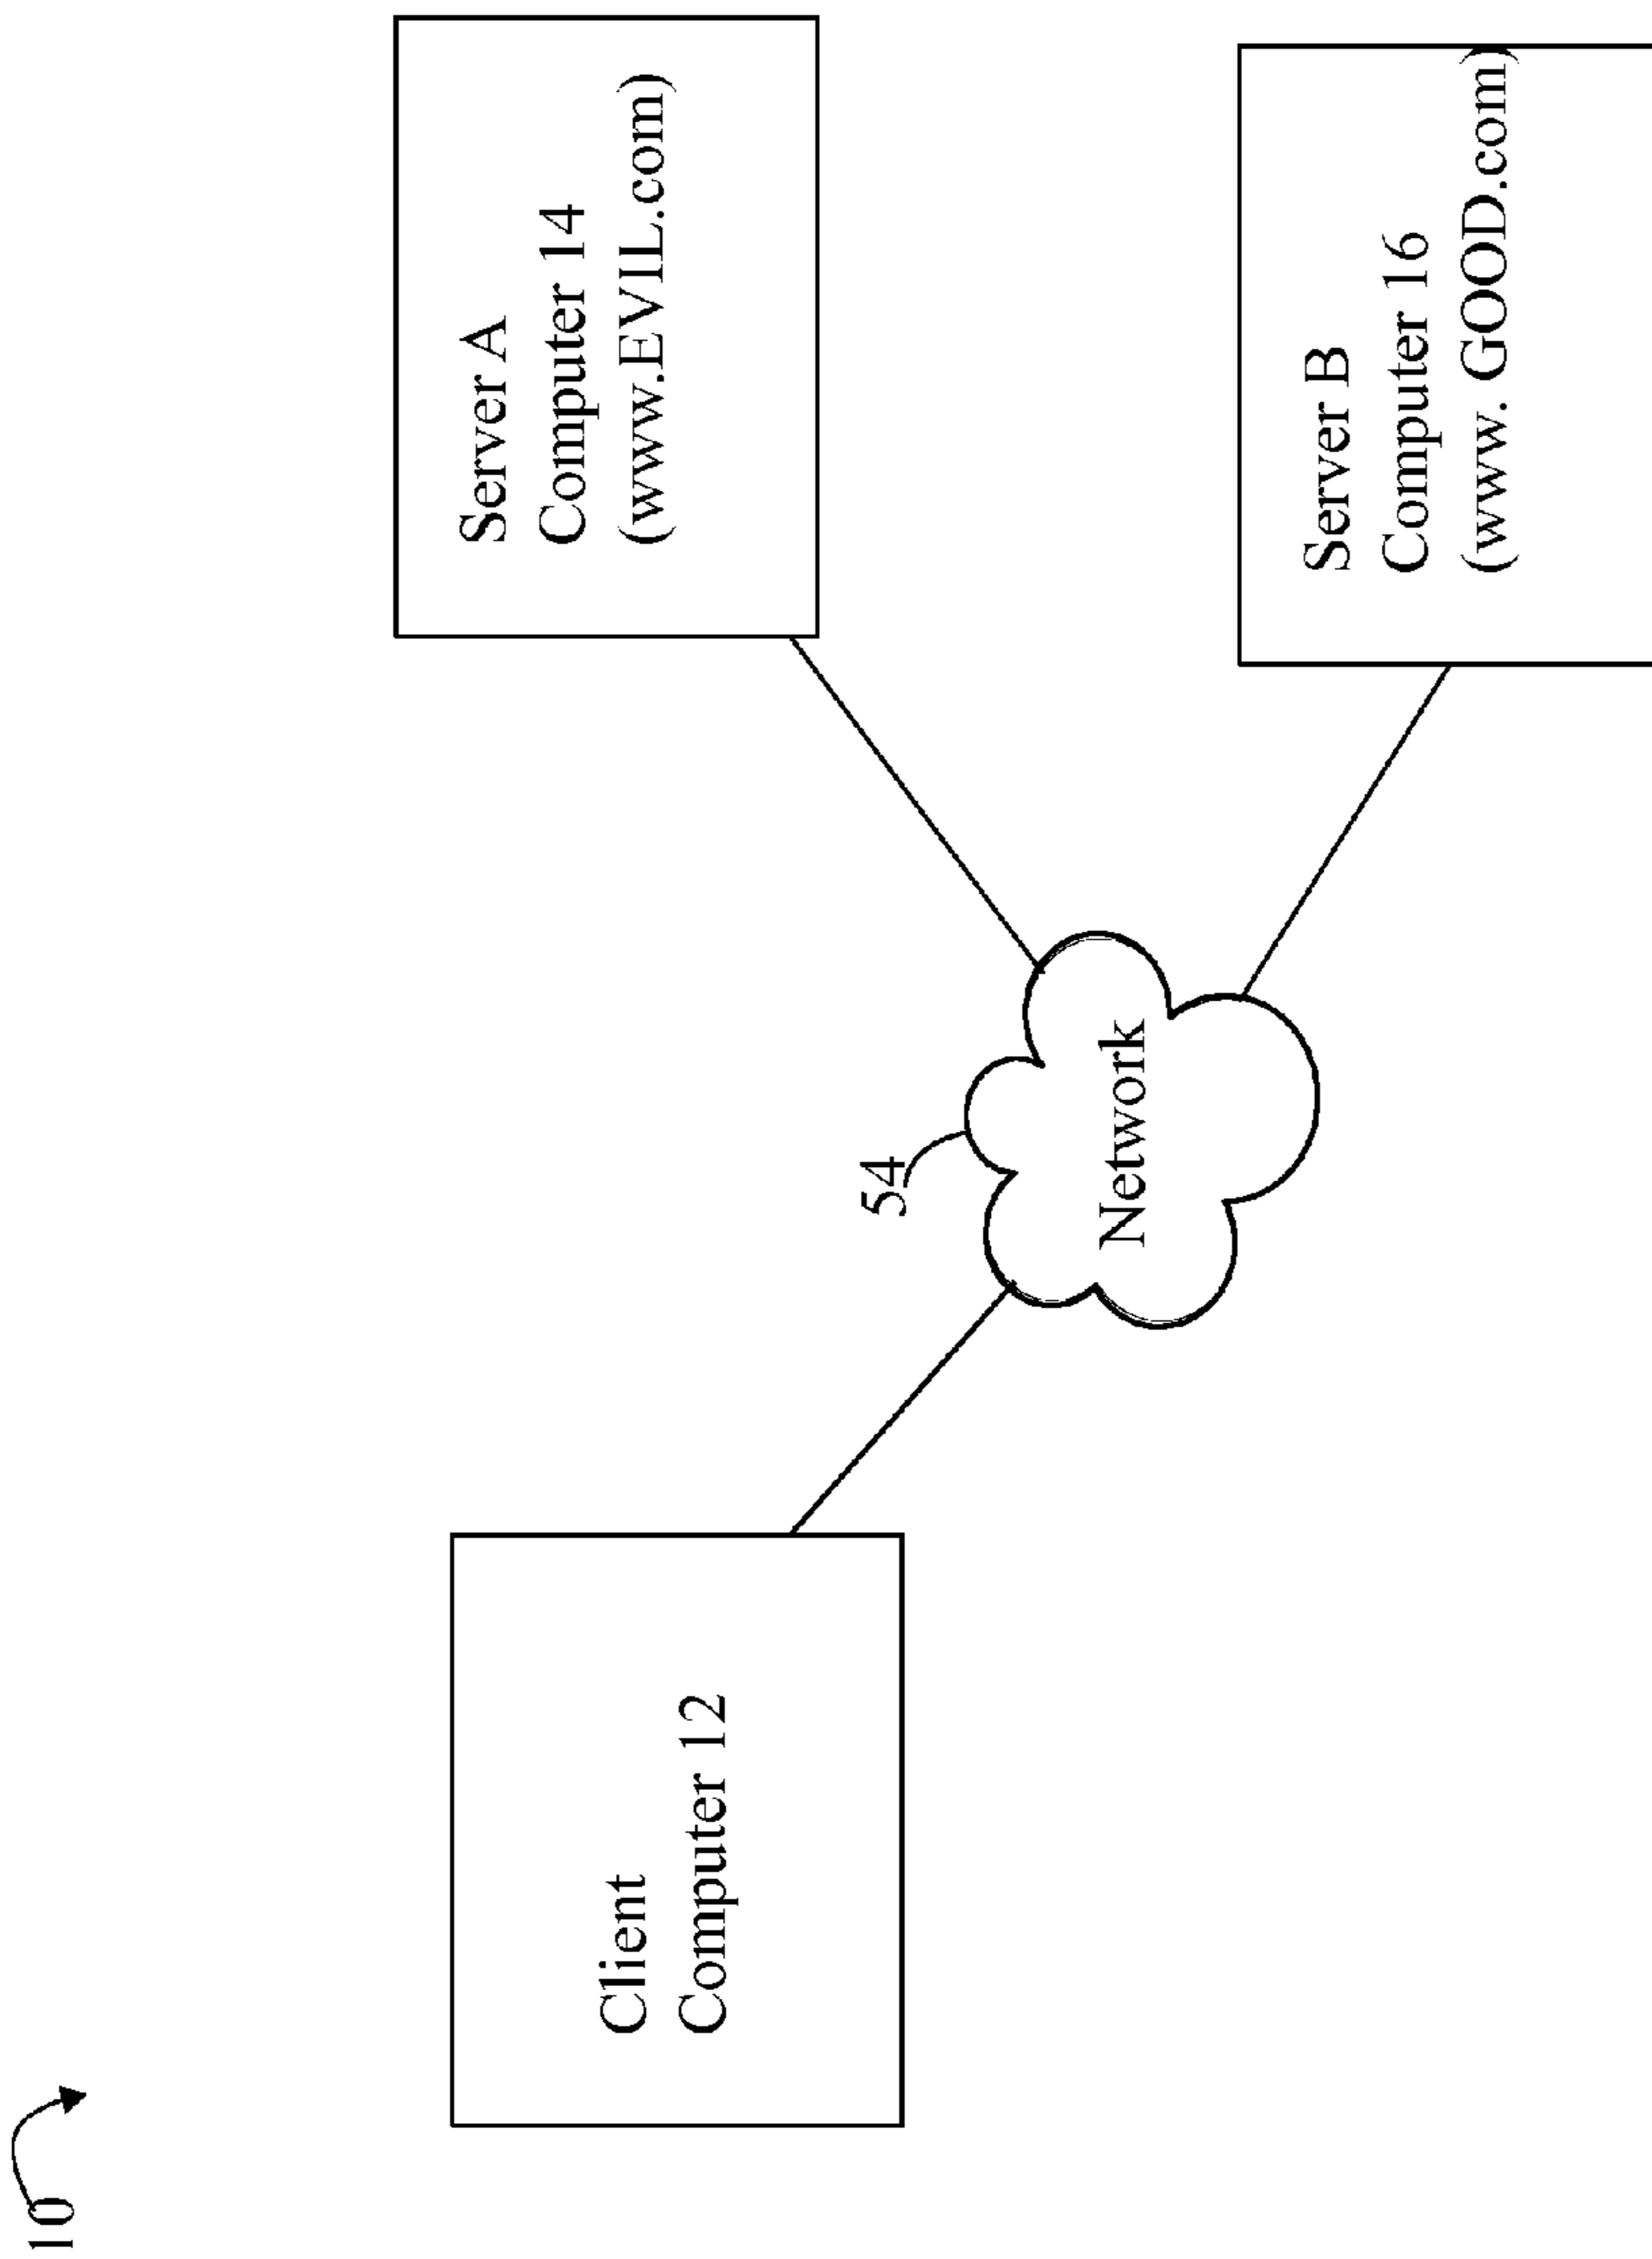 10
Client
Computer 12
54
Network
Server A
Computer 14
(www.EVIL.com)
Server B
Computer 16
(www. GOOD.com)